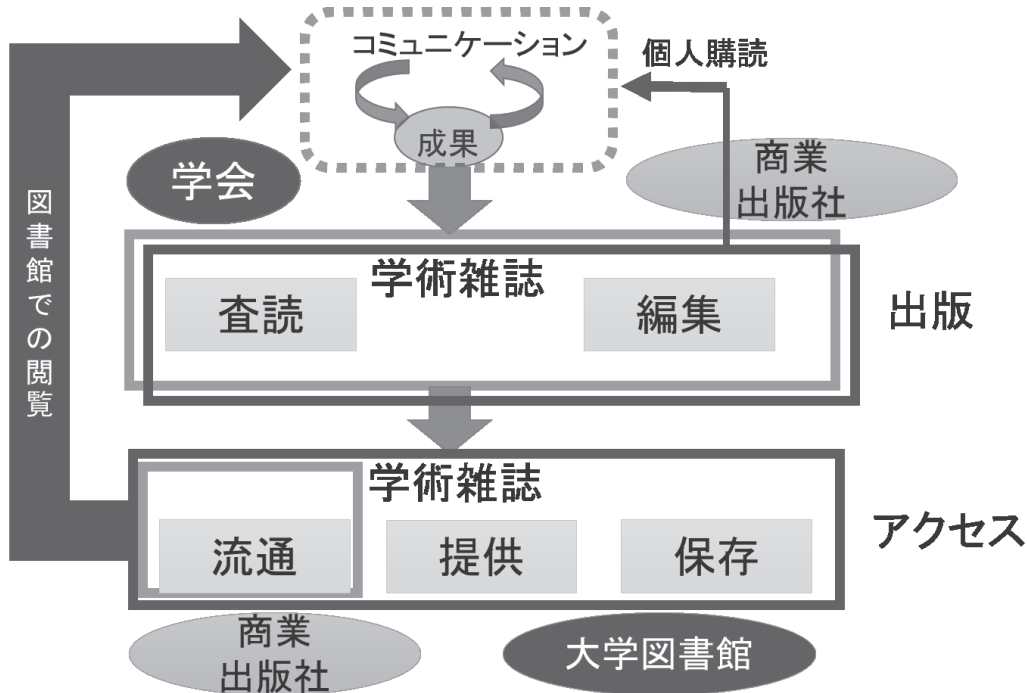 コミュニケーション
成果
個人購読
学会
商業
出版社
図書館での閲覧
学術雑誌
査読
編集
出版
学術雑誌
流通
提供
保存
アクセス
商業
出版社
大学図書館